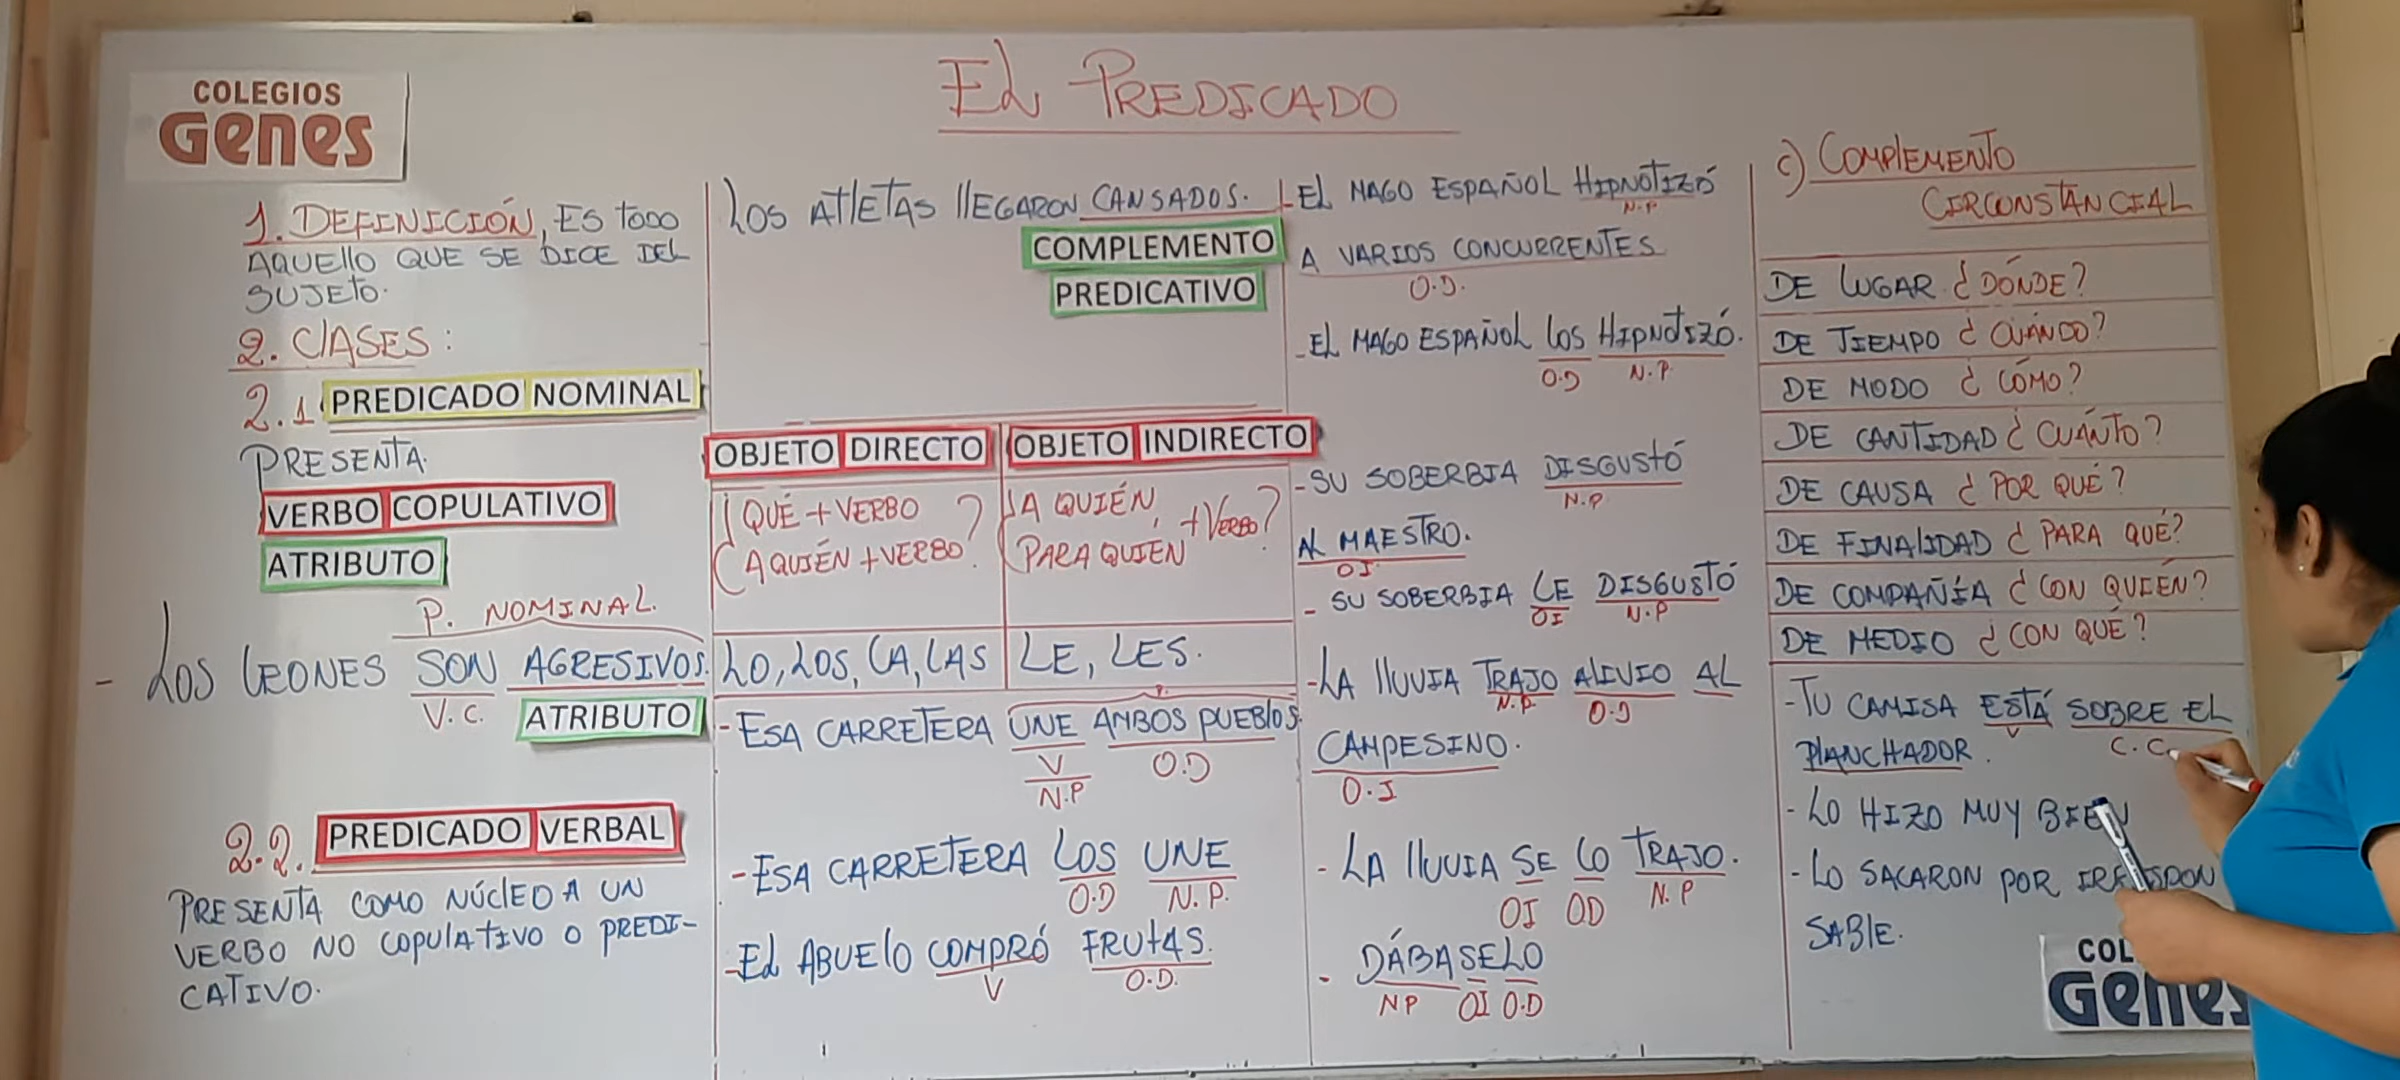 COLEGIOS
Genes
EL PREDICADO
1. DEFINICIÓN, ES TODO
AQUELLO QUE SE DICE DEL
SUJETO.
2. CLASES:
2.1 PREDICADO NOMINAL
PRESENTA
VERBO COPULATIVO
ATRIBUTO
P. NOMINAL.
- LOS LEONES SON AGRESIVOS.
V.C. ATRIBUTO
2.2. PREDICADO VERBAL
PRESENTA COMO NÚCLEO A UN
VERBO NO COPULATIVO O PREDI-
CATIVO.
LOS ATLETAS LLEGARON CANSADOS.
COMPLEMENTO
PREDICATIVO
OBJETO DIRECTO OBJETO INDIRECTO
¿QUÉ + VERBO ?
¿A QUIÉN + VERBO?
¿A QUIÉN
PARA QUIÉN + VERBO?
LO, LOS, LA, LAS LE, LES.
P.
- ESA CARRETERA UNE AMBOS PUEBLOS.
V O.D
N.P
- ESA CARRETERA LOS UNE
O.D N.P.
- EL ABUELO COMPRÓ FRUTAS.
V O.D.
- EL MAGO ESPAÑOL HIPNOTIZÓ
N.P
A VARIOS CONCURRENTES
O.D.
- EL MAGO ESPAÑOL LOS HIPNOTIZÓ.
O.D N.P.
- SU SOBERBIA DISGUSTÓ
N.P
AL MAESTRO.
OI
- SU SOBERBIA LE DISGUSTÓ
OI N.P
- LA LLUVIA TRAJO ALIVIO AL
N.P. O.D
CAMPESINO.
O.I
- LA LLUVIA SE LO TRAJO.
OI OD N.P
- DÁBASELO
NP OI O.D
C) COMPLEMENTO
CIRCUNSTANCIAL
DE LUGAR ¿DÓNDE?
DE TIEMPO ¿CUÁNDO?
DE MODO ¿CÓMO?
DE CANTIDAD ¿CUÁNTO?
DE CAUSA ¿POR QUÉ?
DE FINALIDAD ¿PARA QUÉ?
DE COMPAÑÍA ¿CON QUIÉN?
DE MEDIO ¿CON QUÉ?
- TU CAMISA ESTÁ SOBRE EL
V C.C
PLANCHADOR.
- LO HIZO MUY BIEN
- LO SACARON POR
SABLE.
COL
Genes